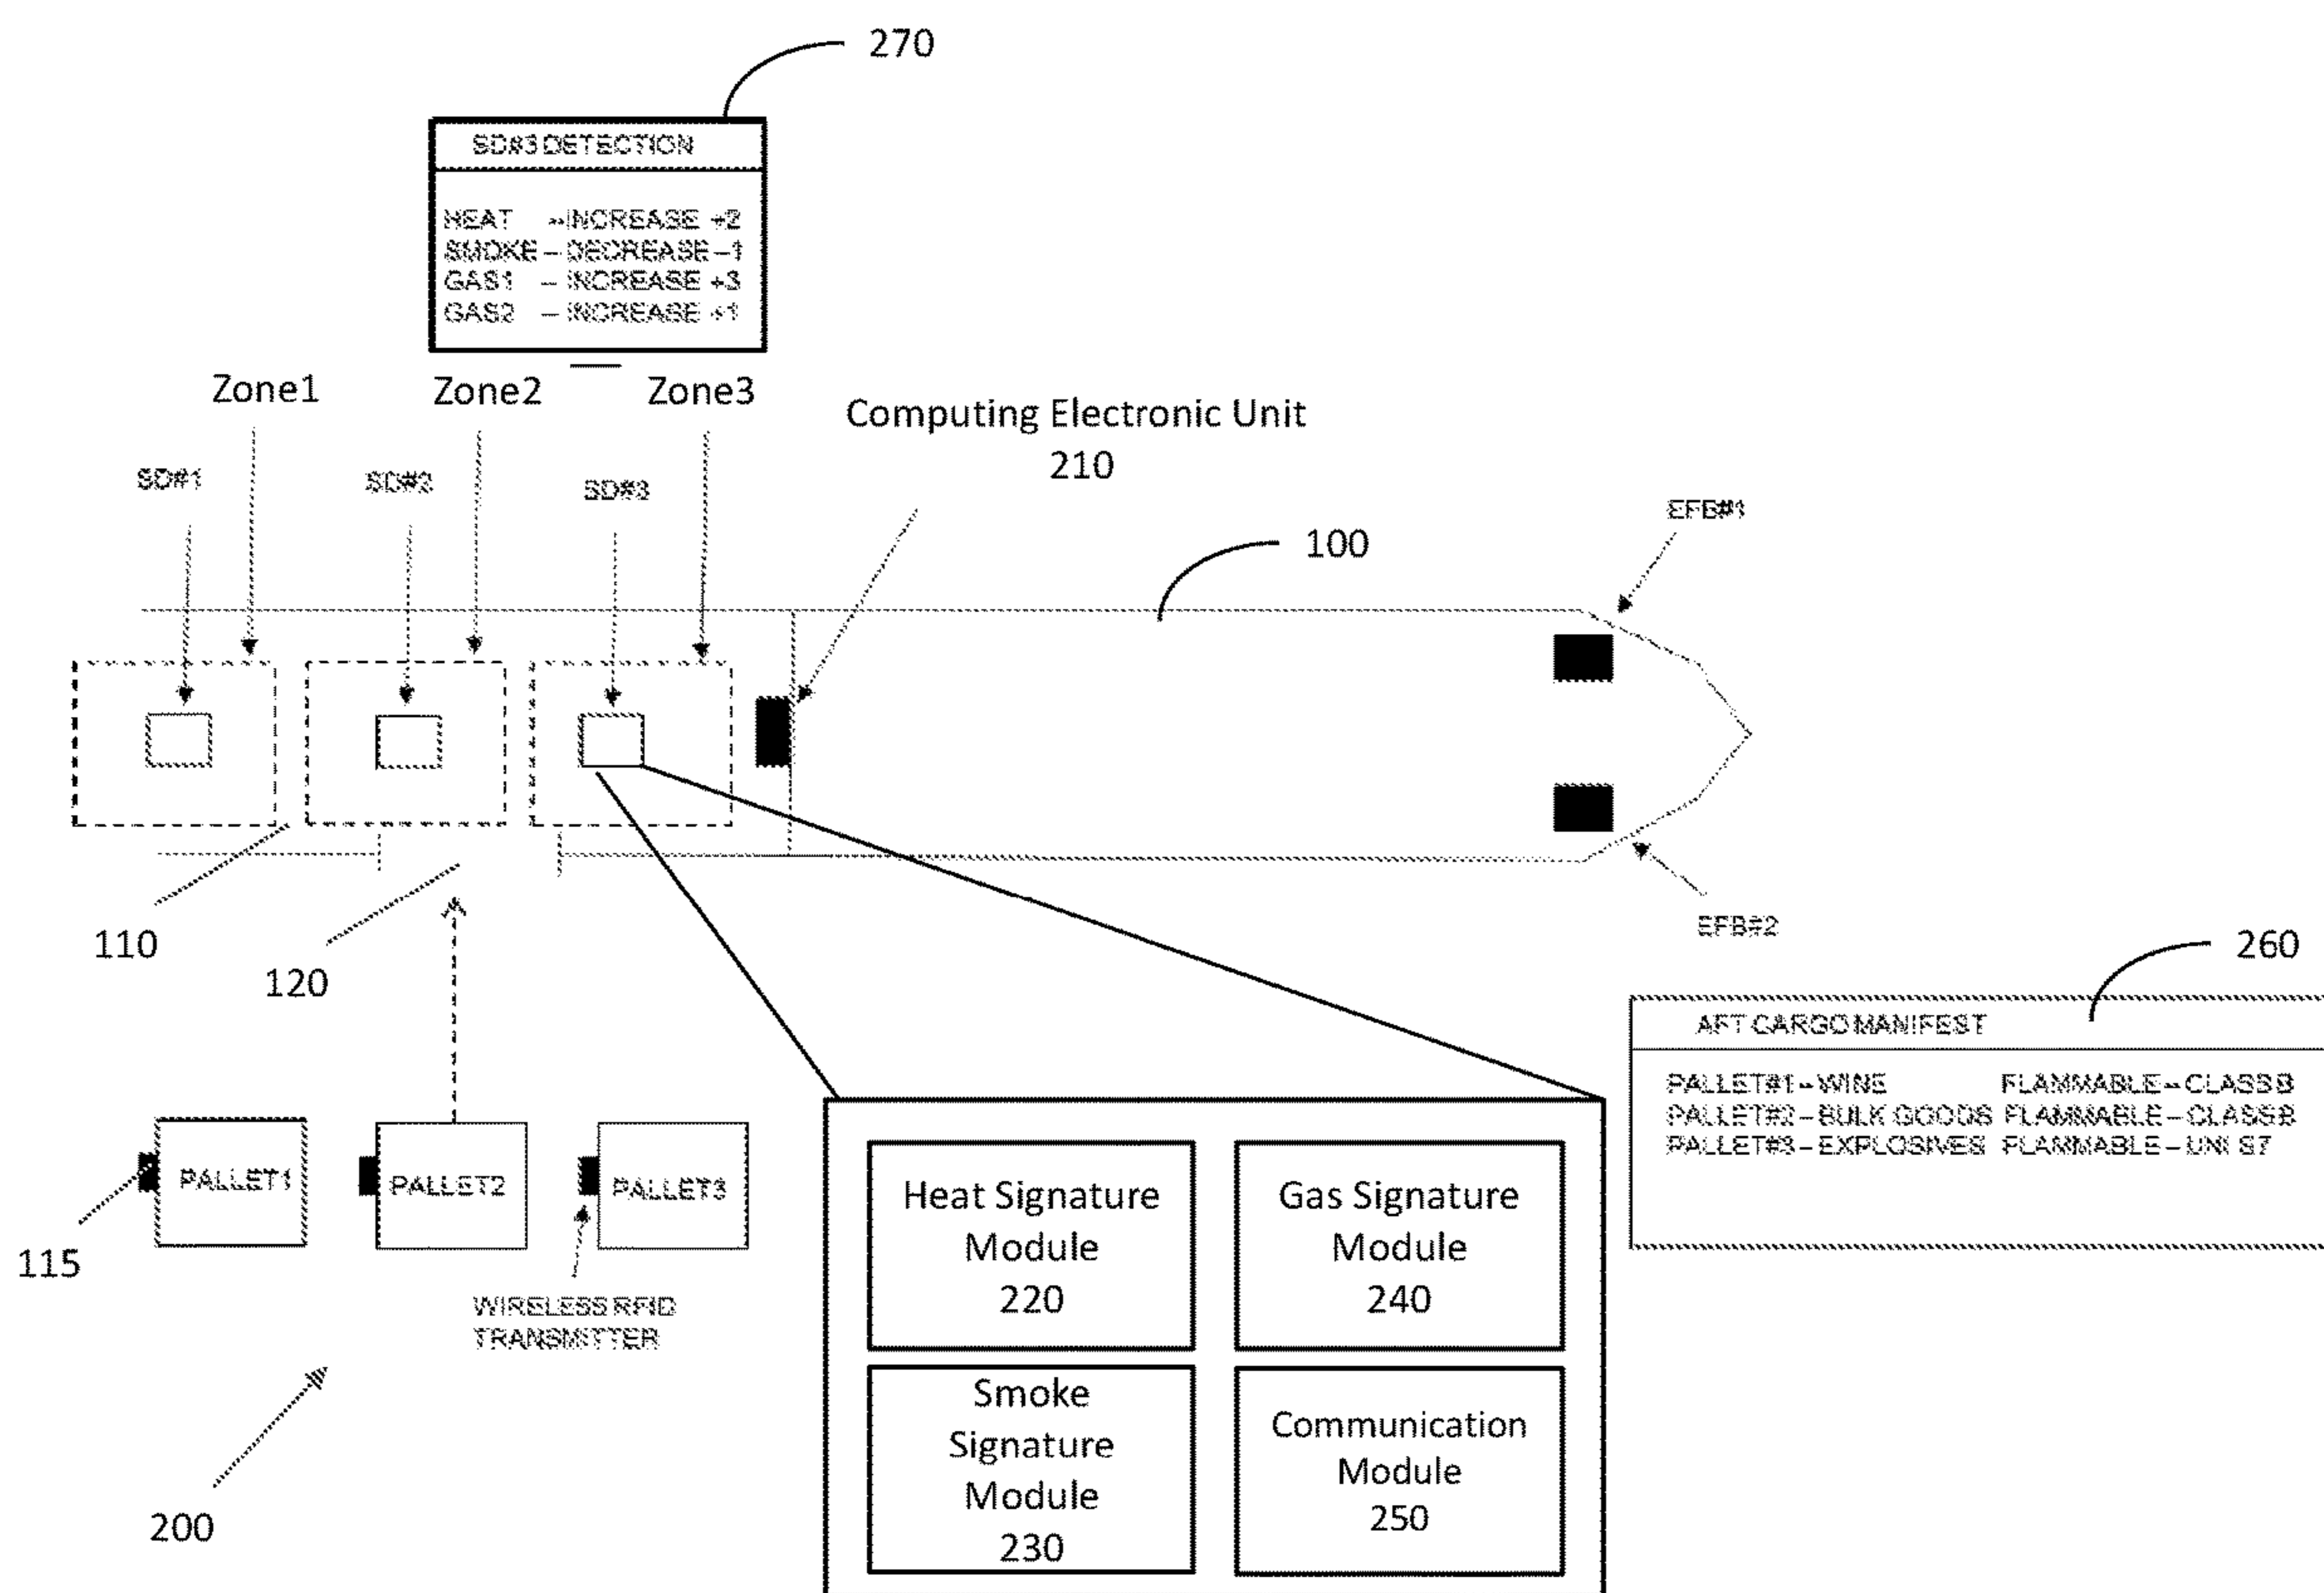 270
SD#3 DETECTION
HEAT – INCREASE +2
SMOKE – DECREASE –1
GAS1 – INCREASE +3
GAS2 – INCREASE +1
Zone1 Zone2 Zone3
Computing Electronic Unit
210
SD#1 SD#2 SD#3
EFB#1
100
110
120
EFB#2
260
AFT CARGO MANIFEST
PALLET#1 – WINE FLAMMABLE – CLASS B
PALLET#2 – BULK GOODS FLAMMABLE – CLASS B
PALLET#3 – EXPLOSIVES FLAMMABLE –
PALLET1 PALLET2 PALLET3
115
WIRELESS RFID
TRANSMITTER
200
Heat Signature
Module
220
Gas Signature
Module
240
Smoke
Signature
Module
230
Communication
Module
250